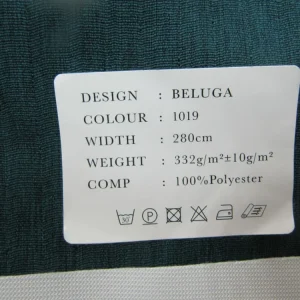 DESIGN : BELUGA
COLOUR : 1019
WIDTH : 280cm
WEIGHT : 332g/m²±10g/m²
COMP : 100%Polyester